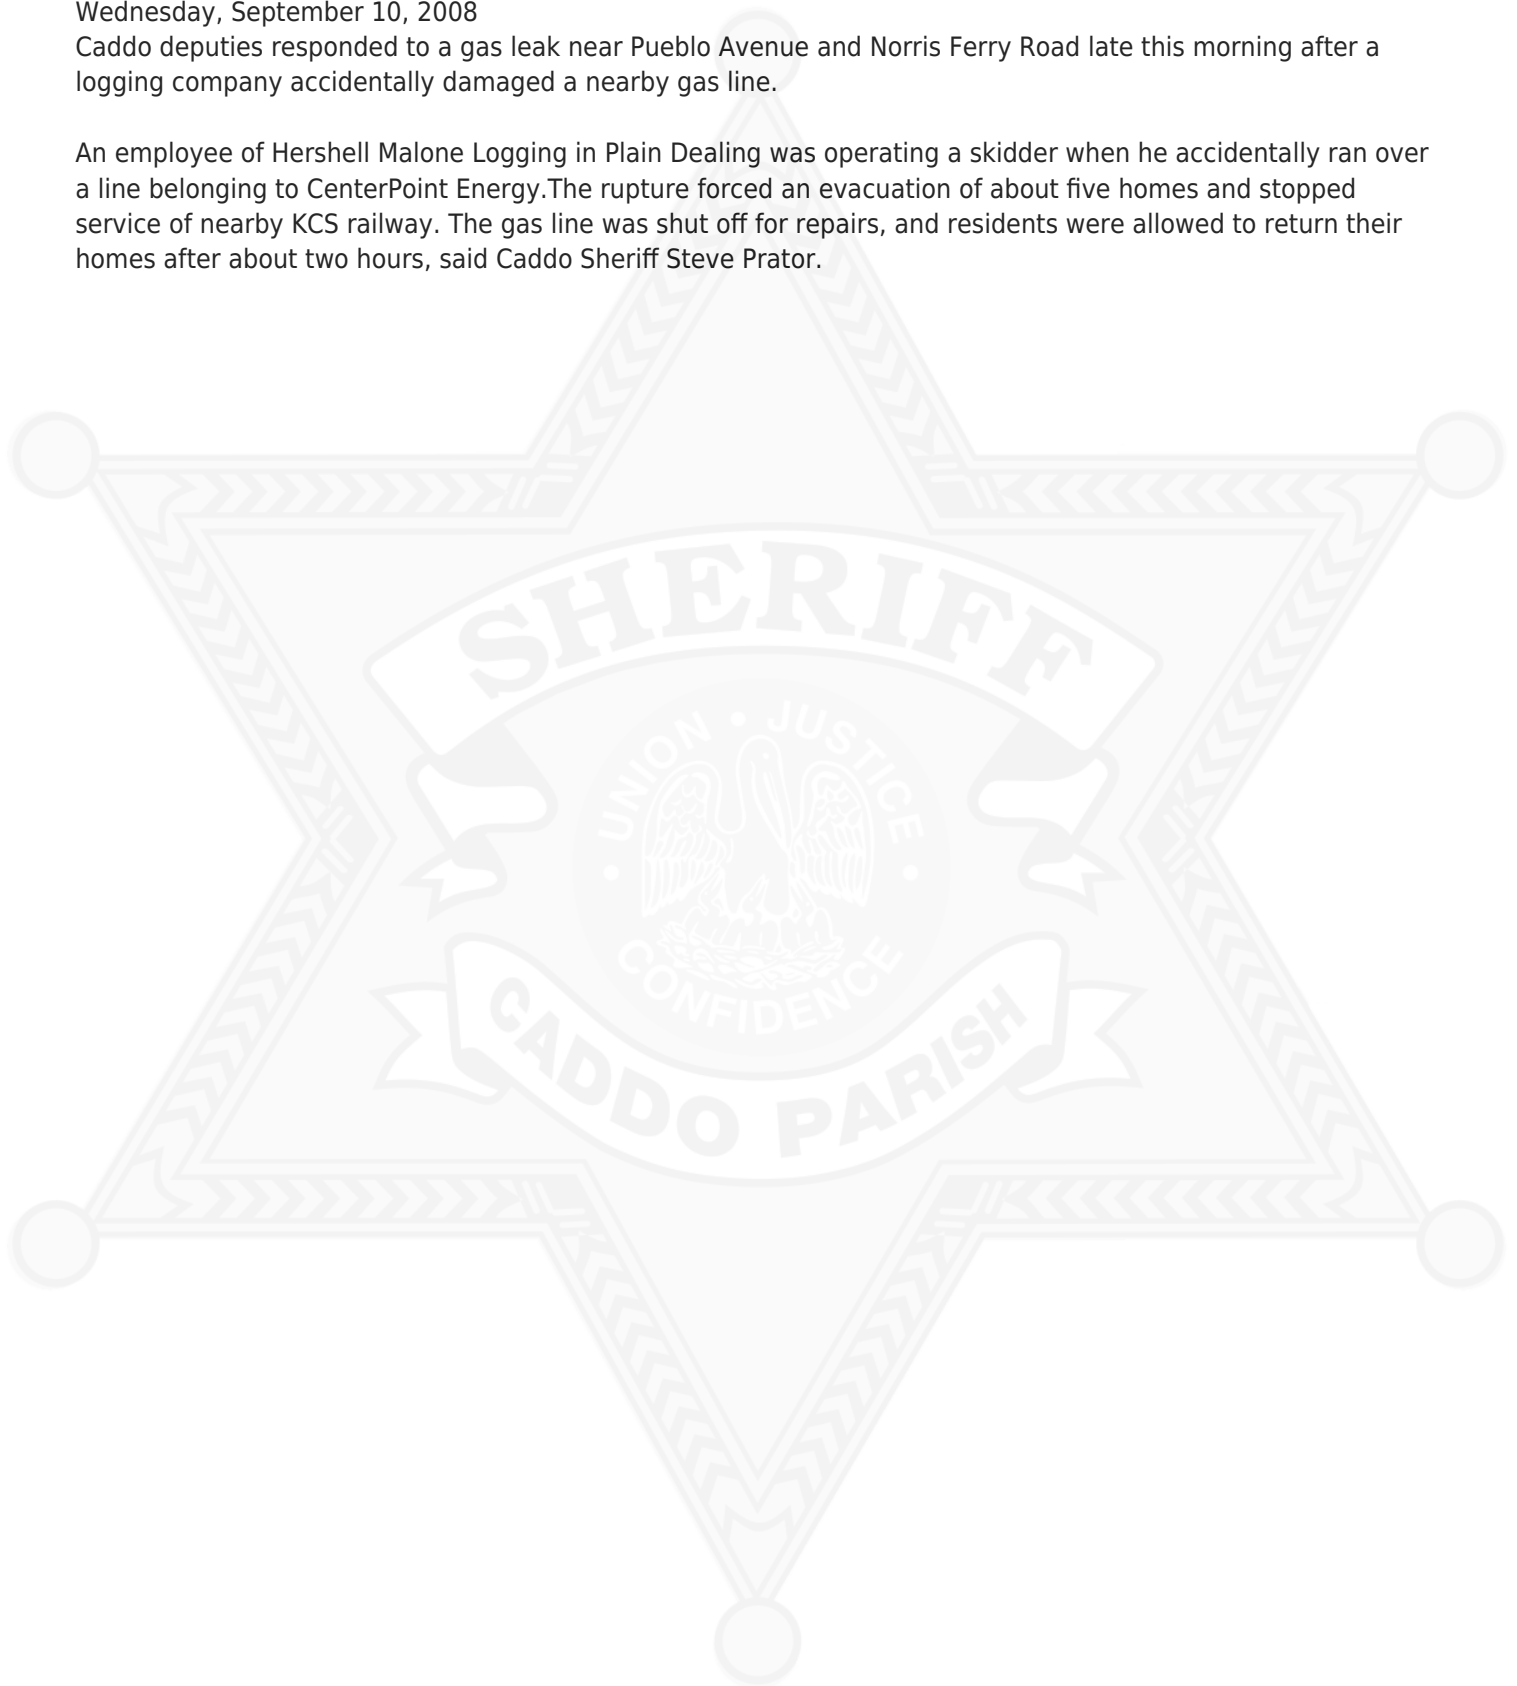 Wednesday, September 10, 2008
Caddo deputies responded to a gas leak near Pueblo Avenue and Norris Ferry Road late this morning after a
logging company accidentally damaged a nearby gas line.
An employee of Hershell Malone Logging in Plain Dealing was operating a skidder when he accidentally ran over
a line belonging to CenterPoint Energy.The rupture forced an evacuation of about five homes and stopped
service of nearby KCS railway. The gas line was shut off for repairs, and residents were allowed to return their
homes after about two hours, said Caddo Sheriff Steve Prator.
SHERIFF
UNION • JUSTICE
• CONFIDENCE •
CADDO PARISH